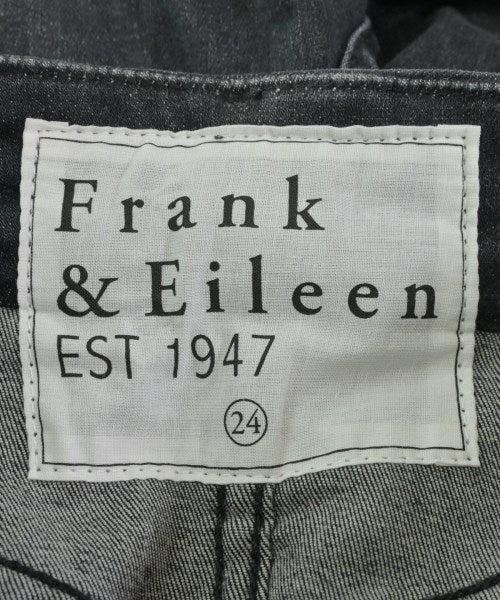 Frank
& Eileen
EST 1947
24